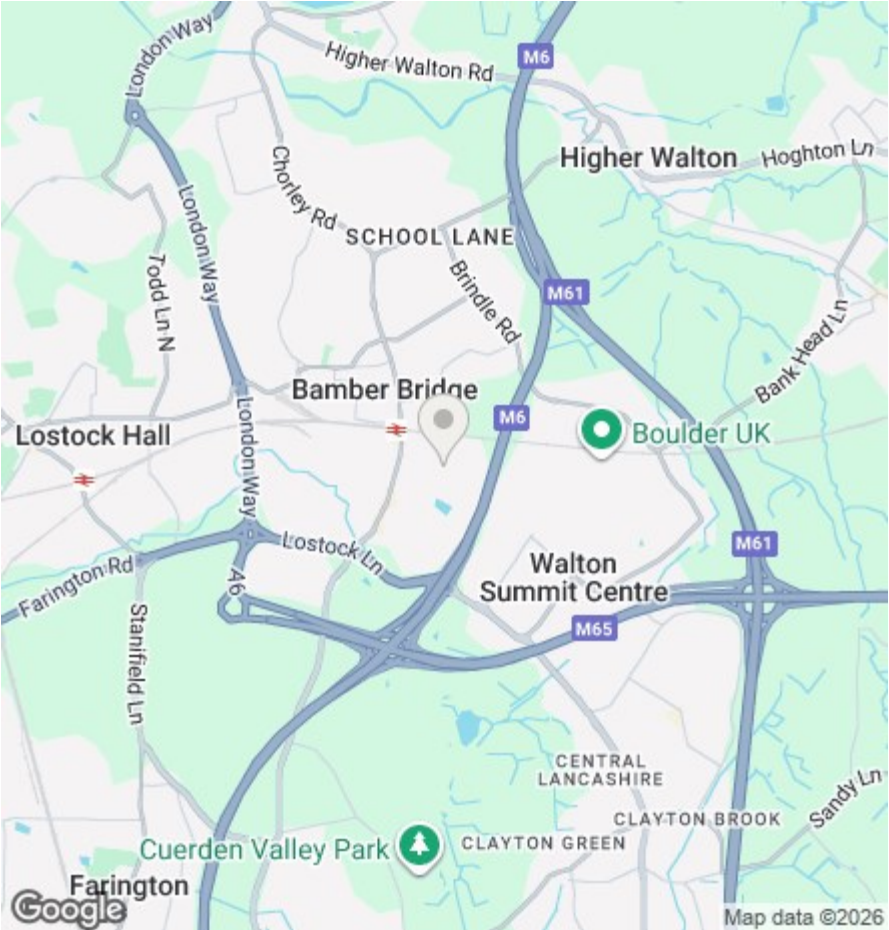 London Way
M6
Higher Walton Rd
Higher Walton
Hoghton Ln
Chorley Rd
London Way
SCHOOL LANE
Todd Ln N
Brindle Rd
M61
Bank Head Ln
Bamber Bridge
M6
Lostock Hall
London Way
Boulder UK
Lostock Ln
M61
Farington Rd
A6
Walton
Summit Centre
M65
Stanifield Ln
CENTRAL
LANCASHIRE
Sandy Ln
CLAYTON BROOK
Cuerden Valley Park
CLAYTON GREEN
Farington
Google
Map data ©2026